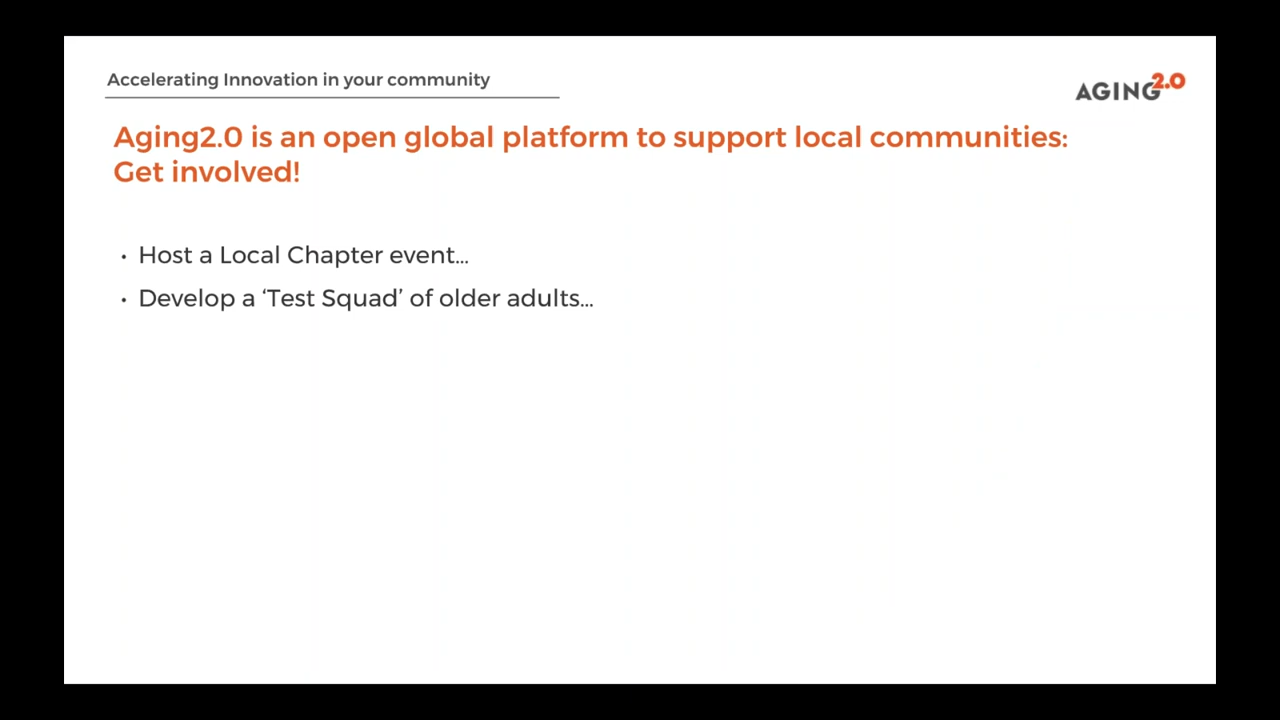 Accelerating Innovation in your community
AGING2.0
Aging2.0 is an open global platform to support local communities:
Get involved!
• Host a Local Chapter event...
• Develop a ‘Test Squad’ of older adults...